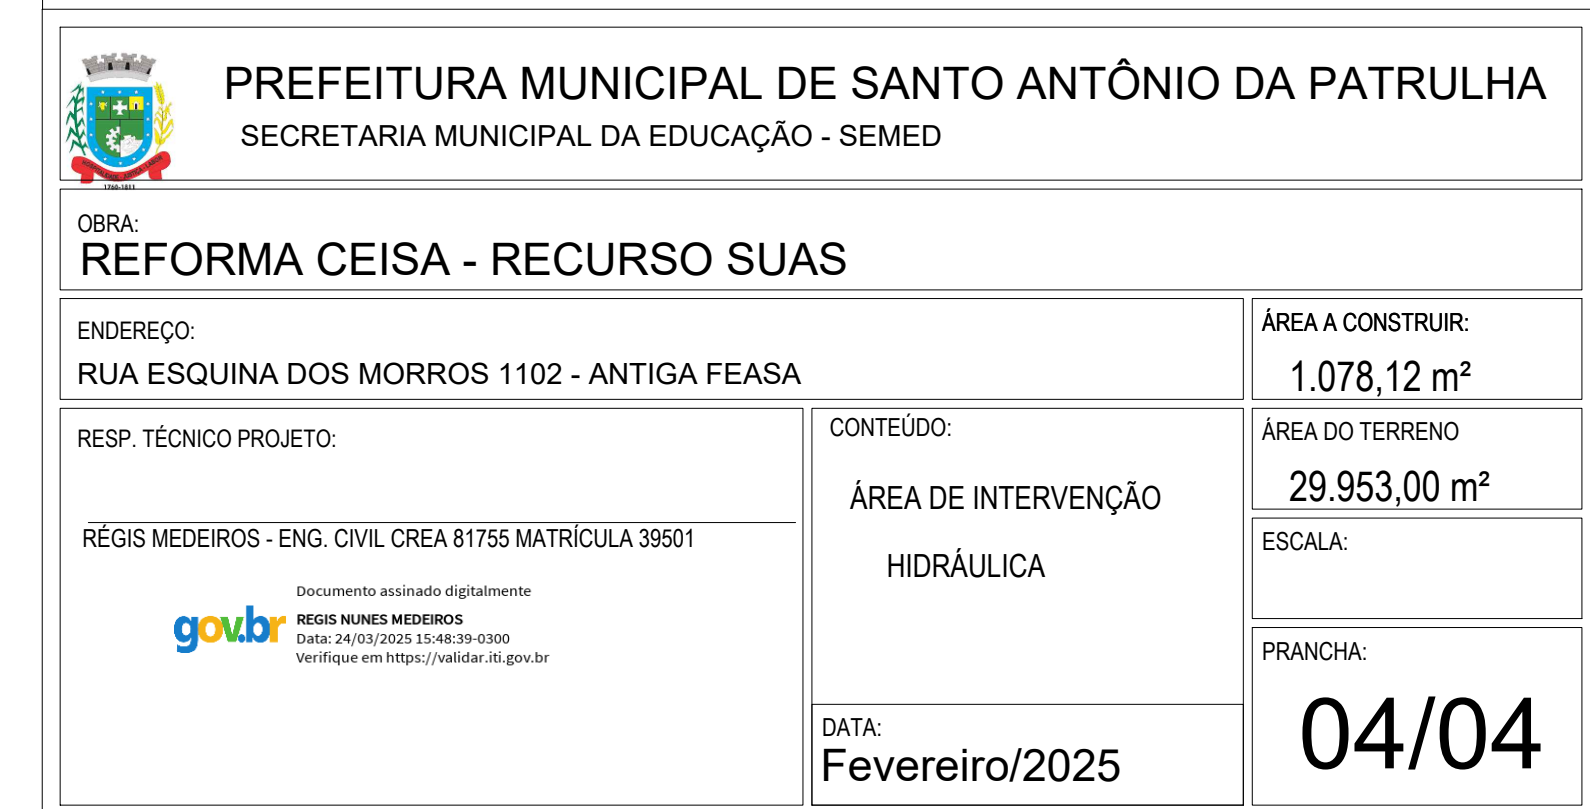 PREFEITURA MUNICIPAL DE SANTO ANTÔNIO DA PATRULHA
SECRETARIA MUNICIPAL DA EDUCAÇÃO - SEMED
1760-1811
OBRA:
REFORMA CEISA - RECURSO SUAS
ENDEREÇO:
RUA ESQUINA DOS MORROS 1102 - ANTIGA FEASA
ÁREA A CONSTRUIR:
1.078,12 m²
RESP. TÉCNICO PROJETO:
RÉGIS MEDEIROS - ENG. CIVIL CREA 81755 MATRÍCULA 39501
gov.br
Documento assinado digitalmente
REGIS NUNES MEDEIROS
Data: 24/03/2025 15:48:39-0300
Verifique em https://validar.iti.gov.br
CONTEÚDO:
ÁREA DE INTERVENÇÃO
HIDRÁULICA
DATA:
Fevereiro/2025
ÁREA DO TERRENO
29.953,00 m²
ESCALA:
PRANCHA:
04/04